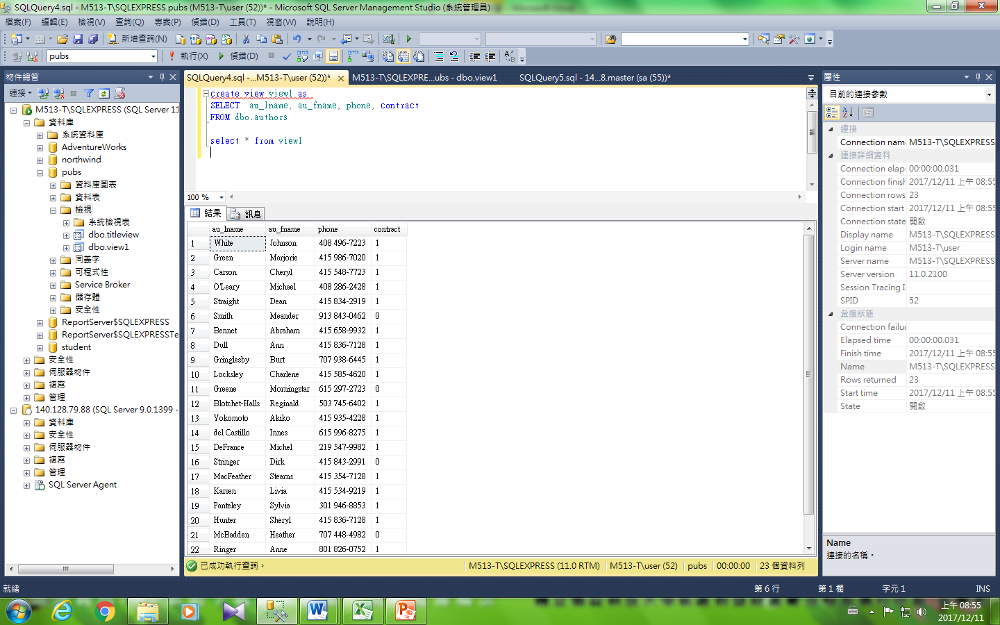 SQLQuery4.sql - M513-T\SQLEXPRESS.pubs (M513-T\user (52))* - Microsoft SQL Server Management Studio (系統管理員)
檔案(F) 編輯(E) 檢視(V) 查詢(Q) 專案(P) 偵錯(D) 工具(T) 視窗(W) 說明(H)
新增查詢(N)
pubs
執行(X) 偵錯(D)
物件總管
連接
M513-T\SQLEXPRESS (SQL Server 11
資料庫
系統資料庫
AdventureWorks
northwind
pubs
資料庫圖表
資料表
檢視
系統檢視表
dbo.titleview
dbo.view1
同義字
可程式性
Service Broker
儲存體
安全性
ReportServer$SQLEXPRESS
ReportServer$SQLEXPRESSTe
student
安全性
伺服器物件
複寫
管理
140.128.79.88 (SQL Server 9.0.1399 -
資料庫
安全性
伺服器物件
複寫
管理
SQL Server Agent
SQLQuery4.sql -...M513-T\user (52))* M513-T\SQLEXPRE...ubs - dbo.view1 SQLQuery5.sql - 14...8.master (sa (55))*
create view view1 as
SELECT au_lname, au_fname, phone, contract
FROM dbo.authors
select * from view1
100 %
結果 訊息
au_lname au_fname phone contract
1 White Johnson 408 496-7223 1
2 Green Marjorie 415 986-7020 1
3 Carson Cheryl 415 548-7723 1
4 O'Leary Michael 408 286-2428 1
5 Straight Dean 415 834-2919 1
6 Smith Meander 913 843-0462 0
7 Bennet Abraham 415 658-9932 1
8 Dull Ann 415 836-7128 1
9 Gringlesby Burt 707 938-6445 1
10 Locksley Charlene 415 585-4620 1
11 Greene Morningstar 615 297-2723 0
12 Blotchet-Halls Reginald 503 745-6402 1
13 Yokomoto Akiko 415 935-4228 1
14 del Castillo Innes 615 996-8275 1
15 DeFrance Michel 219 547-9982 1
16 Stringer Dirk 415 843-2991 0
17 MacFeather Stearns 415 354-7128 1
18 Karsen Livia 415 534-9219 1
19 Panteley Sylvia 301 946-8853 1
20 Hunter Sheryl 415 836-7128 1
21 McBadden Heather 707 448-4982 0
22 Ringer Anne 801 826-0752 1
已成功執行查詢。 M513-T\SQLEXPRESS (11.0 RTM) M513-T\user (52) pubs 00:00:00 23 個資料列
屬性
目前的連接參數
連接
Connection nam M513-T\SQLEXPRESS
連接詳細資料
Connection elap 00:00:00.031
Connection finish 2017/12/11 上午 08:55
Connection rows 23
Connection start 2017/12/11 上午 08:55
Connection state 開啟
Display name M513-T\SQLEXPRESS
Login name M513-T\user
Server name M513-T\SQLEXPRESS
Server version 11.0.2100
Session Tracing I
SPID 52
彙總狀態
Connection failur
Elapsed time 00:00:00.031
Finish time 2017/12/11 上午 08:55
Name M513-T\SQLEXPRESS
Rows returned 23
Start time 2017/12/11 上午 08:55
State 開啟
Name
連接的名稱。
就緒 第 6 行 第 1 欄 字元 1 INS
上午 08:55
2017/12/11